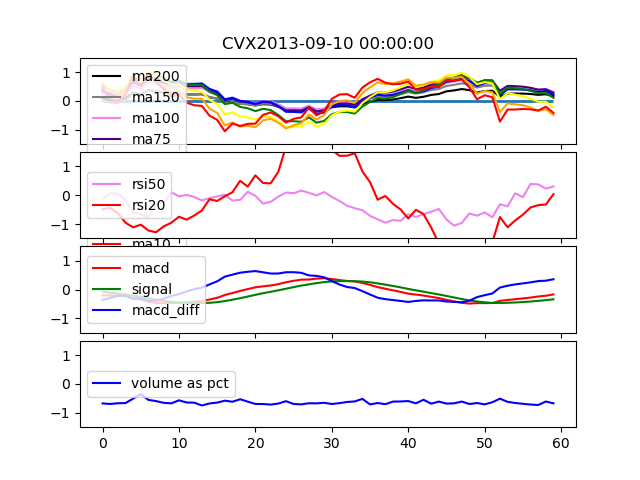 CVX2013-09-10 00:00:00
1
0
−1
ma200
ma150
ma100
ma75
1
0
−1
rsi50
rsi20
ma10
1
0
−1
macd
signal
macd_diff
1
0
−1
volume as pct
0 10 20 30 40 50 60